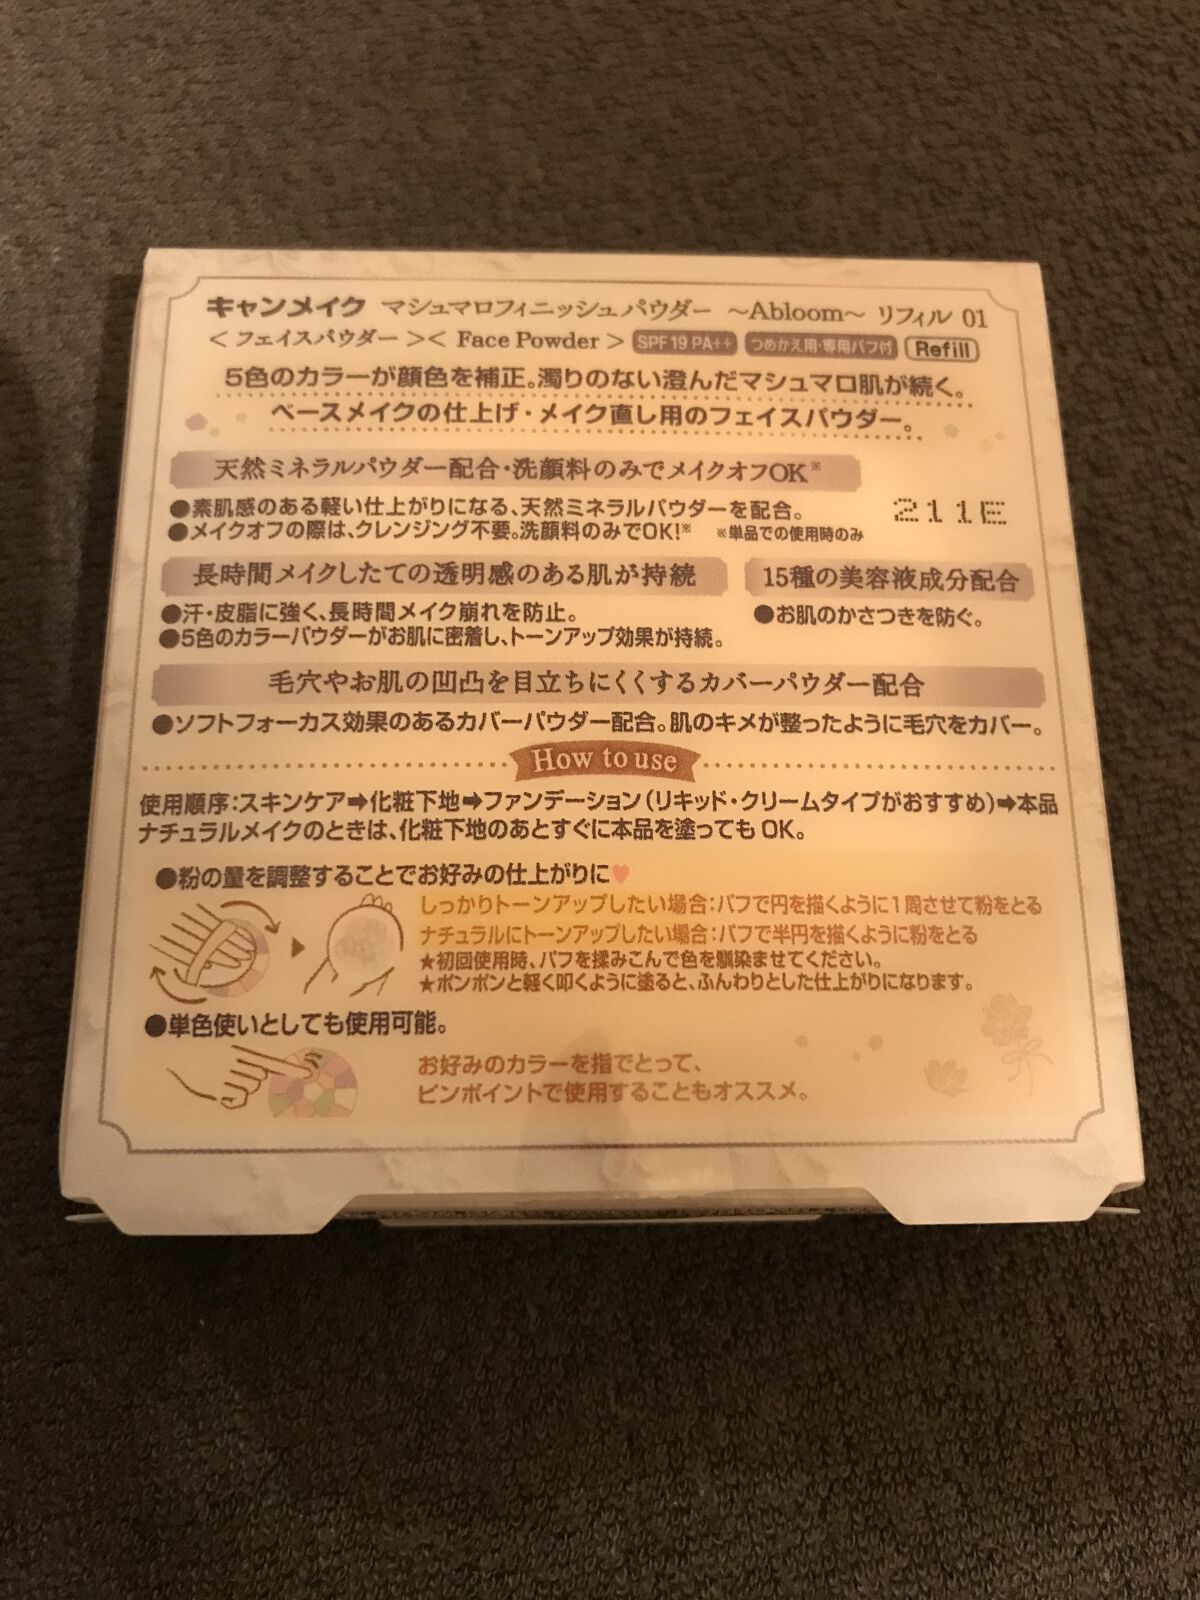 キャンメイク マシュマロフィニッシュパウダー ～Abloom～ リフィル 01
＜フェイスパウダー＞＜ Face Powder ＞ SPF19 PA++ つめかえ用・専用パフ付 Refill
5色のカラーが顔色を補正。濁りのない澄んだマシュマロ肌が続く。
ベースメイクの仕上げ・メイク直し用のフェイスパウダー。
天然ミネラルパウダー配合・洗顔料のみでメイクオフOK※
●素肌感のある軽い仕上がりになる、天然ミネラルパウダーを配合。
●メイクオフの際は、クレンジング不要。洗顔料のみでOK!※ ※単品での使用時のみ
211E
長時間メイクしたての透明感のある肌が持続
●汗・皮脂に強く、長時間メイク崩れを防止。
●5色のカラーパウダーがお肌に密着し、トーンアップ効果が持続。
15種の美容液成分配合
●お肌のかさつきを防ぐ。
毛穴やお肌の凹凸を目立ちにくくするカバーパウダー配合
●ソフトフォーカス効果のあるカバーパウダー配合。肌のキメが整ったように毛穴をカバー。
How to use
使用順序：スキンケア➡化粧下地➡ファンデーション（リキッド・クリームタイプがおすすめ）➡本品
ナチュラルメイクのときは、化粧下地のあとすぐに本品を塗っても OK。
●粉の量を調整することでお好みの仕上がりに♥
しっかりトーンアップしたい場合：パフで円を描くように1周させて粉をとる
ナチュラルにトーンアップしたい場合：パフで半円を描くように粉をとる
★初回使用時、パフを揉みこんで色を馴染ませてください。
★ポンポンと軽く叩くように塗ると、ふんわりとした仕上がりになります。
●単色使いとしても使用可能。
お好みのカラーを指でとって、
ピンポイントで使用することもオススメ。